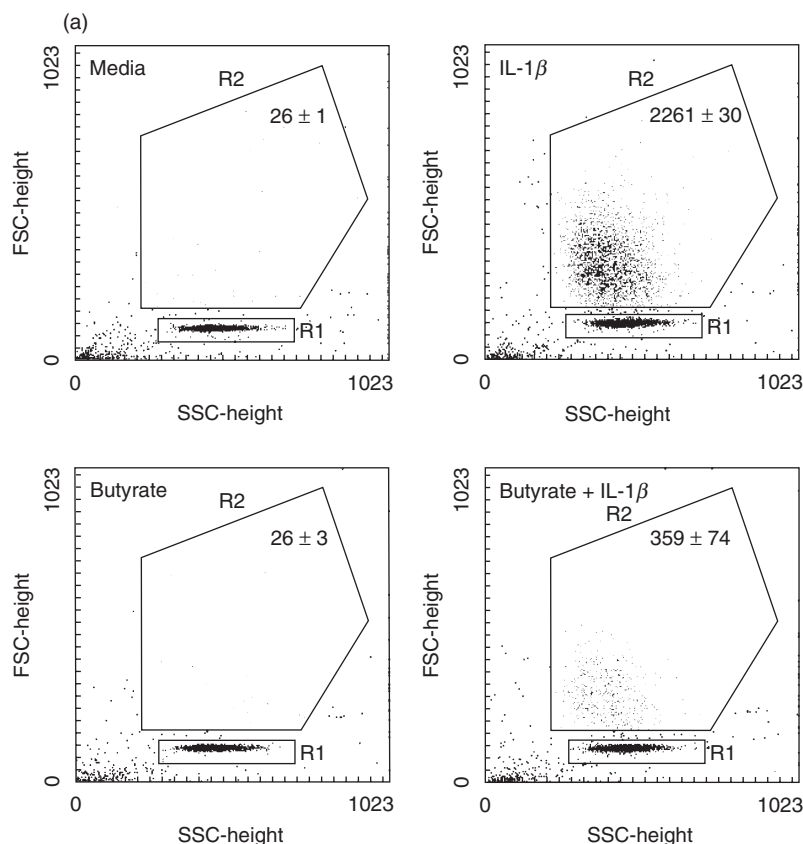 (a)
Media
R2
26 ± 1
R1
1023
0
FSC-height
0
1023
SSC-height
IL-1β
R2
2261 ± 30
R1
1023
0
FSC-height
0
1023
SSC-height
Butyrate
R2
26 ± 3
R1
1023
0
FSC-height
0
1023
SSC-height
Butyrate + IL-1β
R2
359 ± 74
R1
1023
0
FSC-height
0
1023
SSC-height